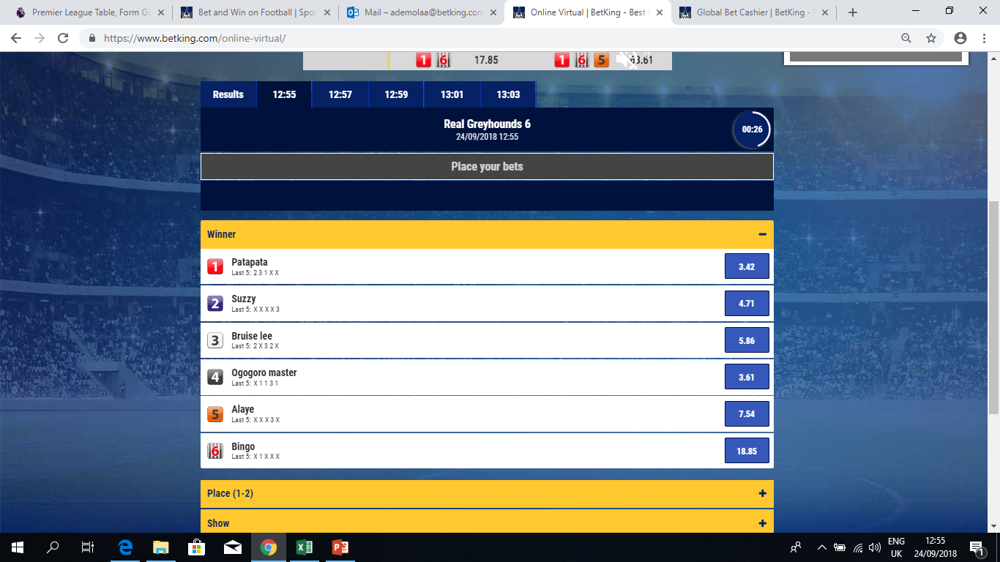 Premier League Table, Form Gu
Bet and Win on Football | Spor
Mail – ademolaa@betking.com
Online Virtual | BetKing - Best
Global Bet Cashier | BetKing -
https://www.betking.com/online-virtual/
1 6 17.85 1 6 5 63.61
Results 12:55 12:57 12:59 13:01 13:03
Real Greyhounds 6
24/09/2018 12:55
00:26
Place your bets
Winner
1 Patapata 3.42
Last 5: 2 3 1 X X
2 Suzzy 4.71
Last 5: X X X X 3
3 Bruise lee 5.86
Last 5: 2 X 3 2 X
4 Ogogoro master 3.61
Last 5: X 1 1 3 1
5 Alaye 7.54
Last 5: X X X 3 X
6 Bingo 18.85
Last 5: X 1 X X X
Place (1-2)
Show
ENG
UK
12:55
24/09/2018
1